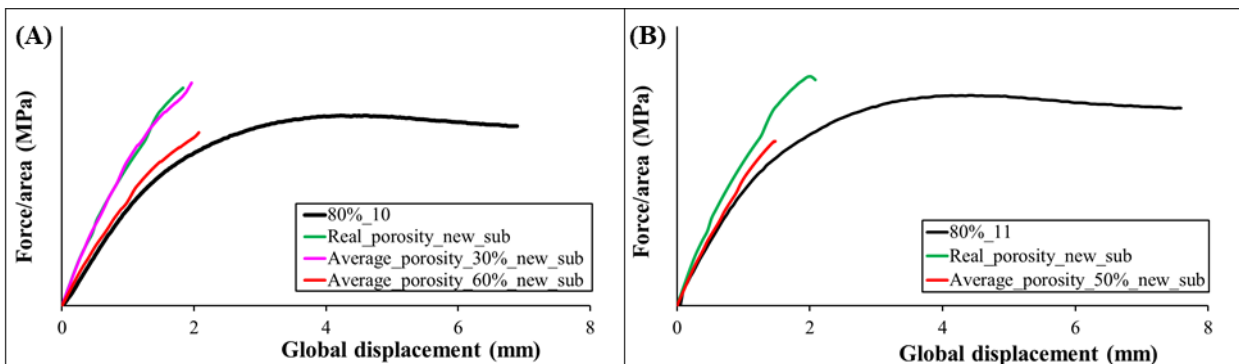 (A)
Force/area (MPa)
80%_10
Real_porosity_new_sub
Average_porosity_30%_new_sub
Average_porosity_60%_new_sub
0 2 4 6 8
Global displacement (mm)
(B)
Force/area (MPa)
80%_11
Real_porosity_new_sub
Average_porosity_50%_new_sub
0 2 4 6 8
Global displacement (mm)